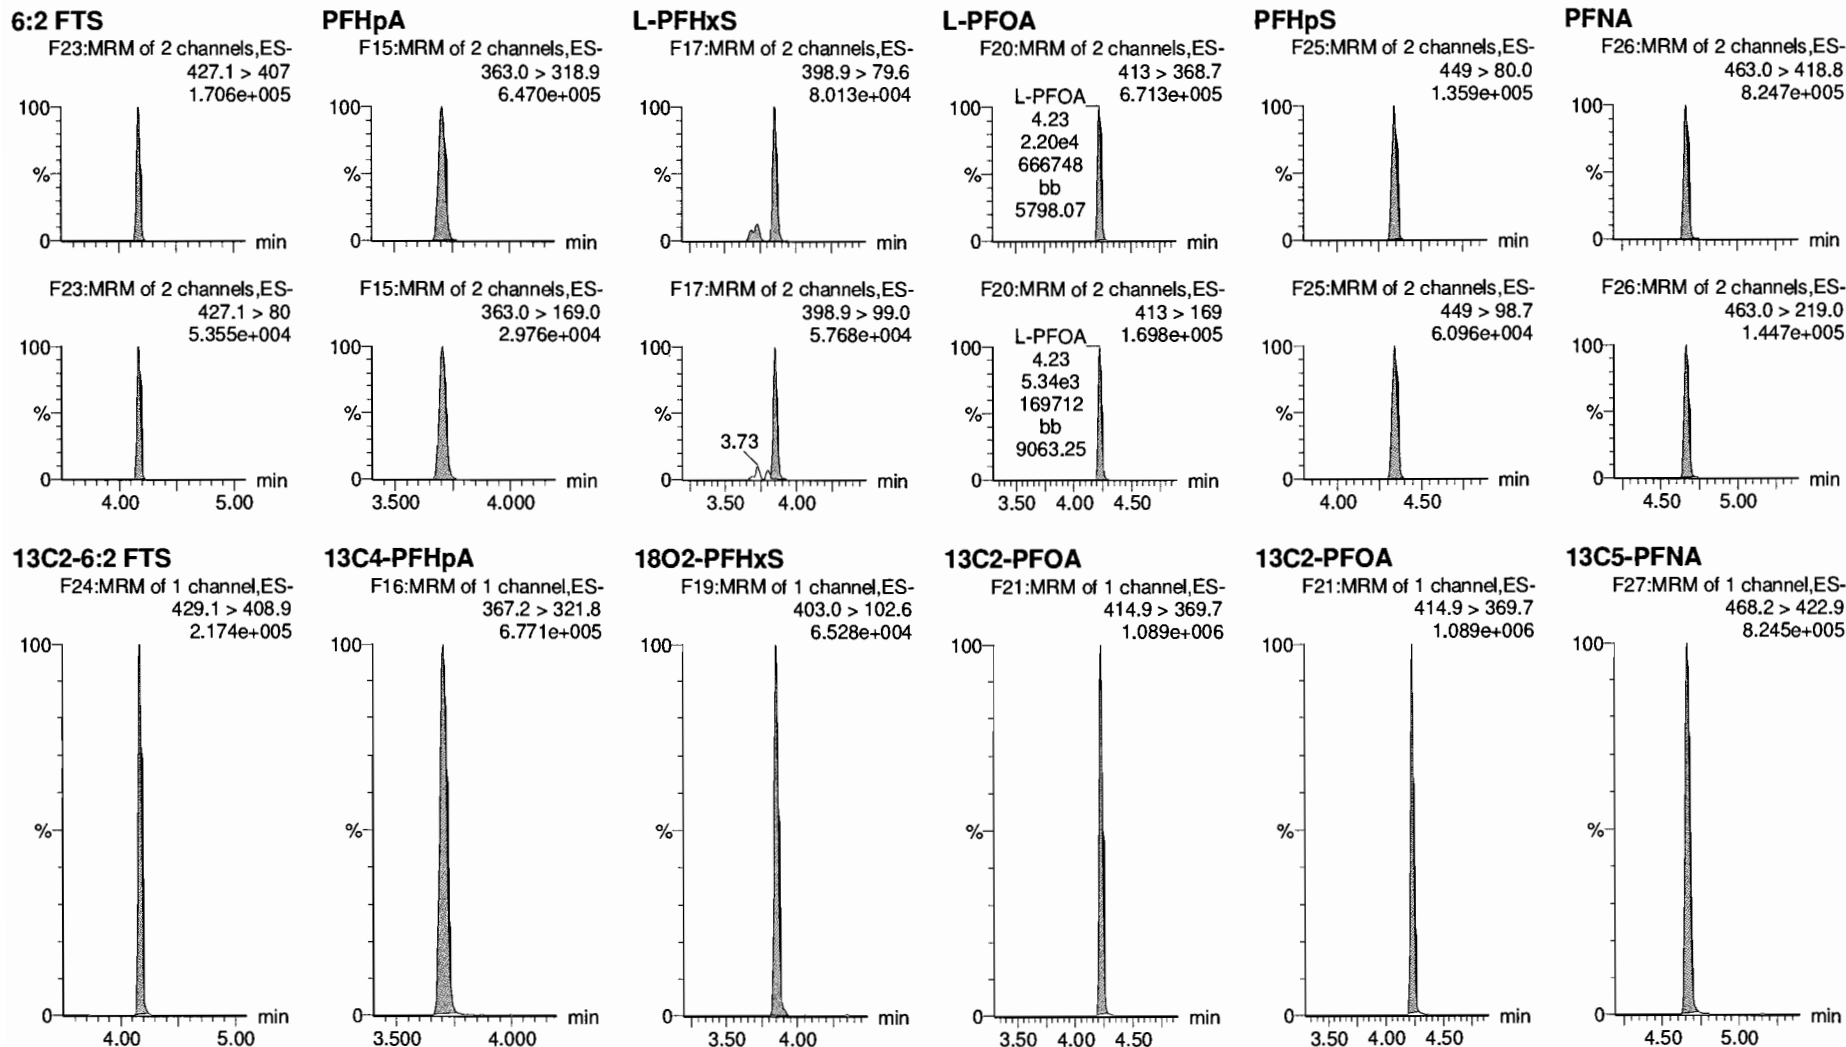 6:2 FTS
F23:MRM of 2 channels,ES-
427.1 > 407
1.706e+005
100
%
0
min
F23:MRM of 2 channels,ES-
427.1 > 80
5.355e+004
100
%
0
min
4.00 5.00
PFHpA
F15:MRM of 2 channels,ES-
363.0 > 318.9
6.470e+005
100
%
0
min
F15:MRM of 2 channels,ES-
363.0 > 169.0
2.976e+004
100
%
0
min
3.500 4.000
L-PFHxS
F17:MRM of 2 channels,ES-
398.9 > 79.6
8.013e+004
100
%
0
min
F17:MRM of 2 channels,ES-
398.9 > 99.0
5.768e+004
100
3.73
%
0
min
3.50 4.00
L-PFOA
F20:MRM of 2 channels,ES-
413 > 368.7
6.713e+005
L-PFOA
4.23
2.20e4
666748
bb
5798.07
100
%
0
min
F20:MRM of 2 channels,ES-
413 > 169
1.698e+005
L-PFOA
4.23
5.34e3
169712
bb
9063.25
100
%
0
min
3.50 4.00 4.50
PFHpS
F25:MRM of 2 channels,ES-
449 > 80.0
1.359e+005
100
%
0
min
F25:MRM of 2 channels,ES-
449 > 98.7
6.096e+004
100
%
0
min
4.00 4.50
PFNA
F26:MRM of 2 channels,ES-
463.0 > 418.8
8.247e+005
100
%
0
min
F26:MRM of 2 channels,ES-
463.0 > 219.0
1.447e+005
100
%
0
min
4.50 5.00
13C2-6:2 FTS
F24:MRM of 1 channel,ES-
429.1 > 408.9
2.174e+005
100
%
0
min
4.00 5.00
13C4-PFHpA
F16:MRM of 1 channel,ES-
367.2 > 321.8
6.771e+005
100
%
0
min
3.500 4.000
18O2-PFHxS
F19:MRM of 1 channel,ES-
403.0 > 102.6
6.528e+004
100
%
0
min
3.50 4.00
13C2-PFOA
F21:MRM of 1 channel,ES-
414.9 > 369.7
1.089e+006
100
%
0
min
3.50 4.00 4.50
13C2-PFOA
F21:MRM of 1 channel,ES-
414.9 > 369.7
1.089e+006
100
%
0
min
3.50 4.00 4.50
13C5-PFNA
F27:MRM of 1 channel,ES-
468.2 > 422.9
8.245e+005
100
%
0
min
4.50 5.00